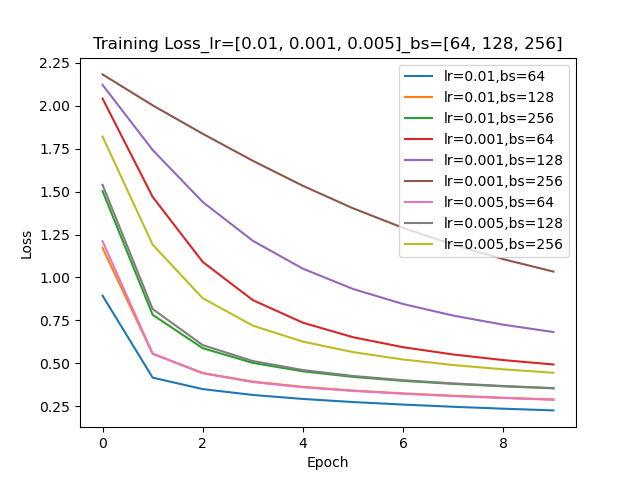 Training Loss_lr=[0.01, 0.001, 0.005]_bs=[64, 128, 256]
2.25
2.00
1.75
1.50
1.25
1.00
0.75
0.50
0.25
Loss
lr=0.01,bs=64
lr=0.01,bs=128
lr=0.01,bs=256
lr=0.001,bs=64
lr=0.001,bs=128
lr=0.001,bs=256
lr=0.005,bs=64
lr=0.005,bs=128
lr=0.005,bs=256
0 2 4 6 8
Epoch